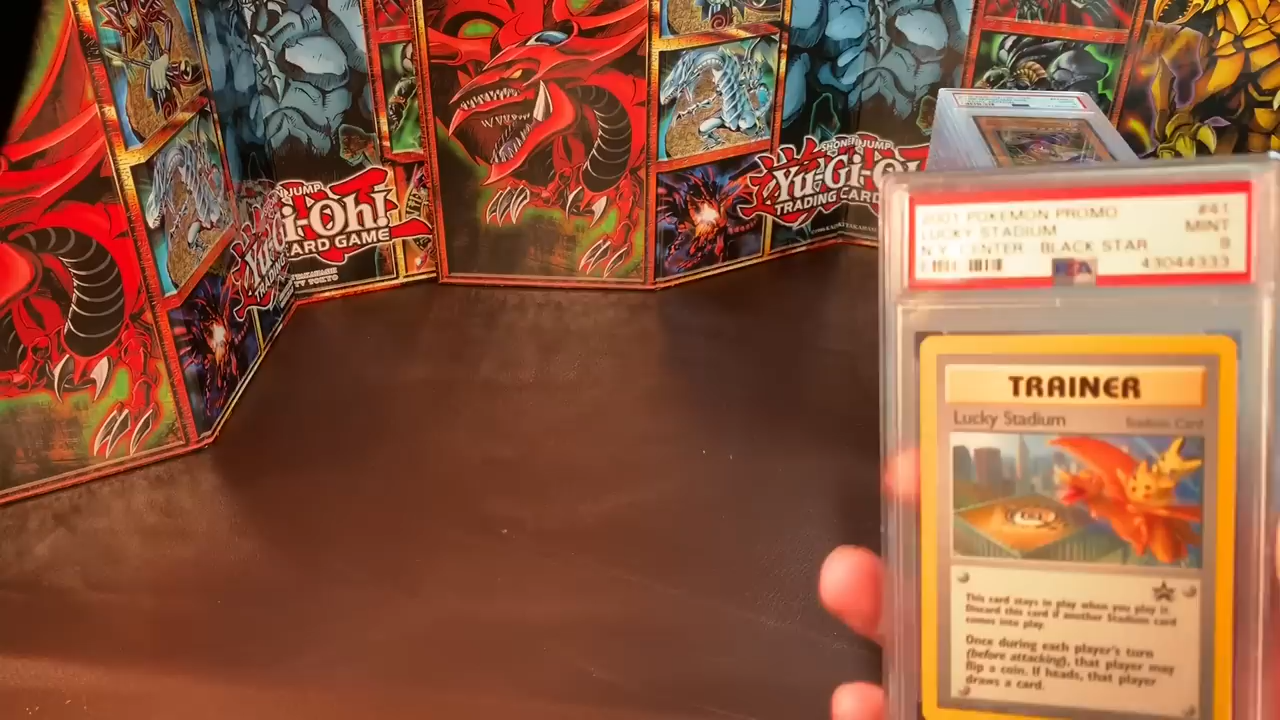 SHONEN JUMP
Yu-Gi-O
TRADING CARD
JUMP
i-Oh!
CARD GAME
Yu-Gi
TRADING
2001 POKEMON PROMO #41
LUCKY STADIUM MINT
N.Y. CENTER - BLACK STAR 9
PSA 43044333
TRAINER
Lucky Stadium Stadium Card
This card stays in play when you play it.
Discard this card if another Stadium card
comes into play.
Once during each player's turn
(before attacking), that player may
flip a coin. If heads, that player
draws a card.